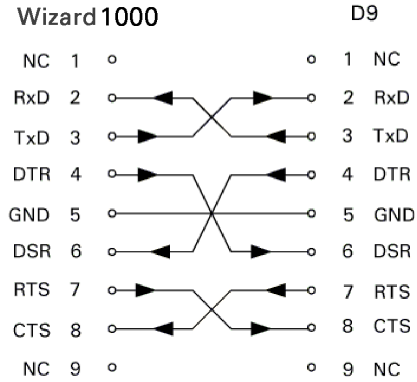 Wizard 1000 D9
NC 1 1 NC
RxD 2 2 RxD
TxD 3 3 TxD
DTR 4 4 DTR
GND 5 5 GND
DSR 6 6 DSR
RTS 7 7 RTS
CTS 8 8 CTS
NC 9 9 NC